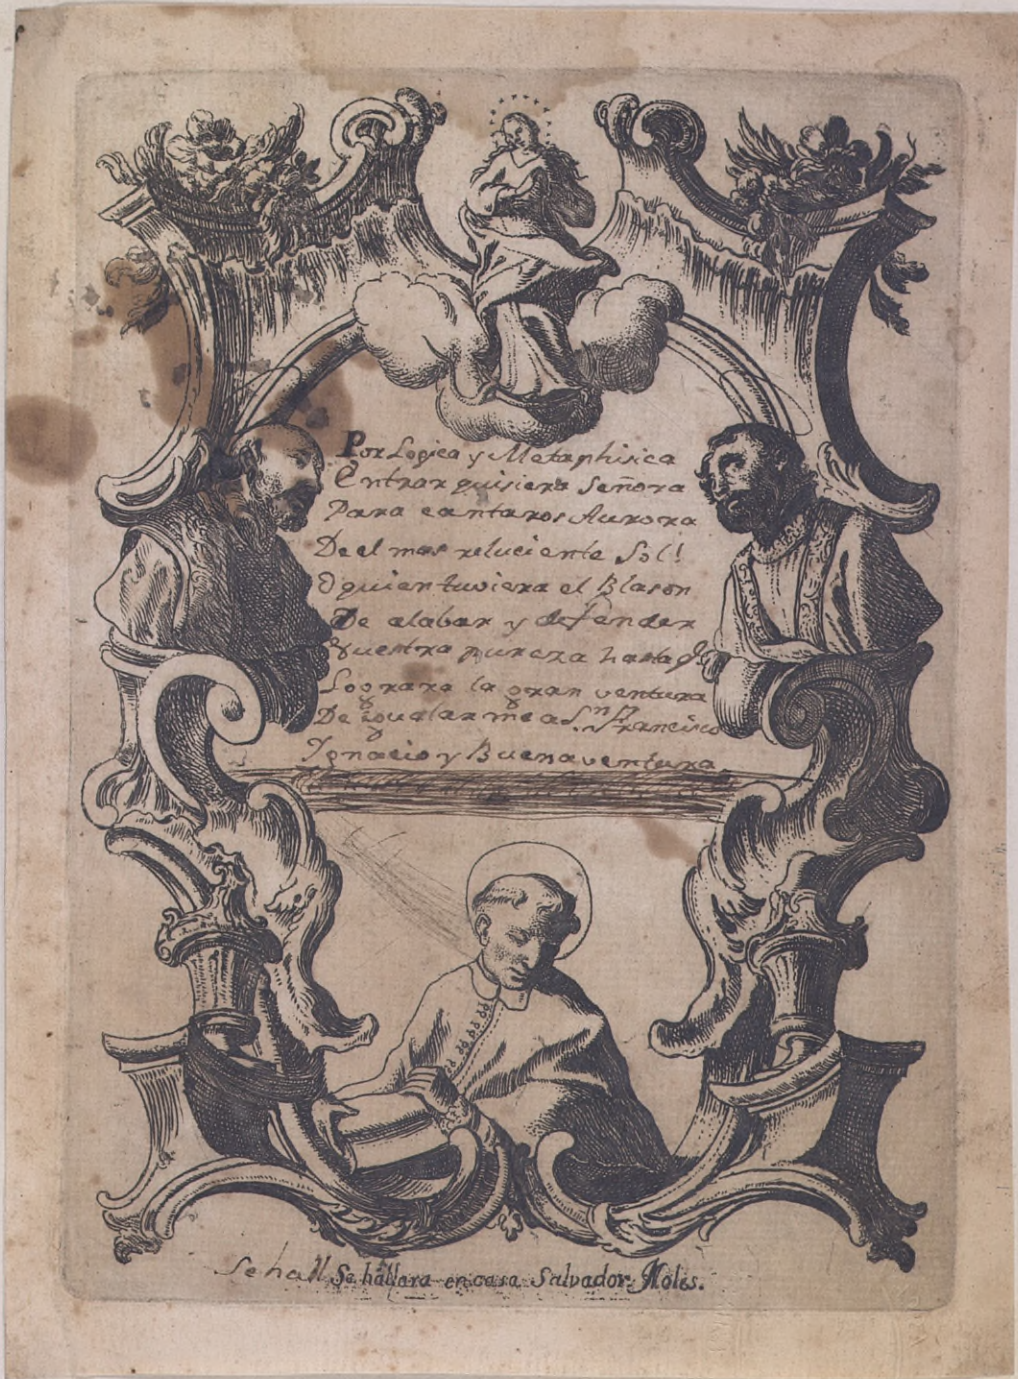 Por Logica y Metaphisica
Entrar quisiera Señora
Para cantaros Aurora
De el mas reluciente Sol!
O quien tuviera el Blason
De alabar y defender
Vuestra pureza hasta q.
Lograra la gran ventura
De igualarme a Sn. Francisco
Ignacio y Buenaventura
Se hall Se hallara en casa Salvador Noles.